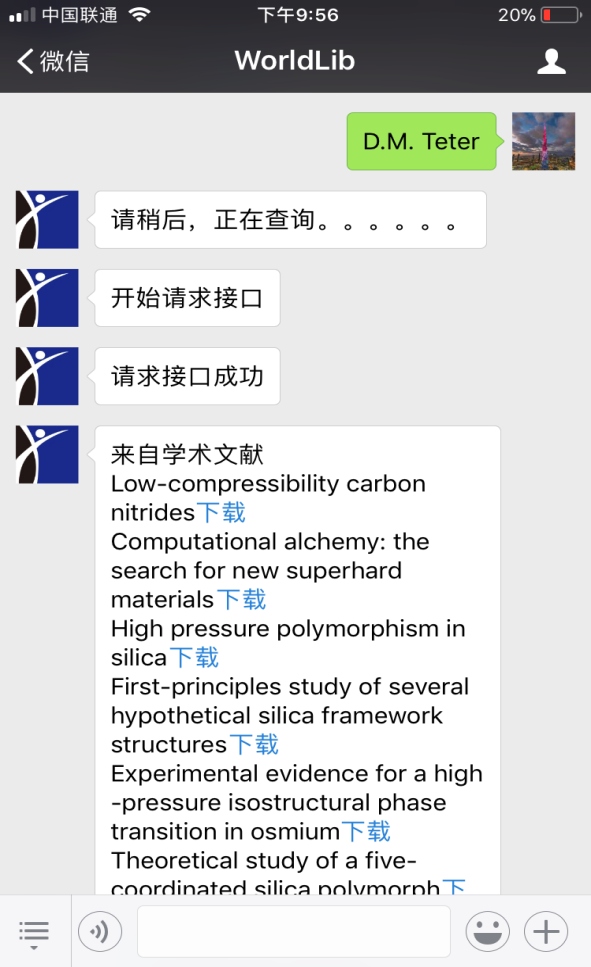 中国联通 下午9:56 20%
微信 WorldLib
D.M. Teter
请稍后，正在查询。。。。。。
开始请求接口
请求接口成功
来自学术文献
Low-compressibility carbon
nitrides下载
Computational alchemy: the
search for new superhard
materials下载
High pressure polymorphism in
silica下载
First-principles study of several
hypothetical silica framework
structures下载
Experimental evidence for a high
-pressure isostructural phase
transition in osmium下载
Theoretical study of a five-
coordinated silica polymorph下